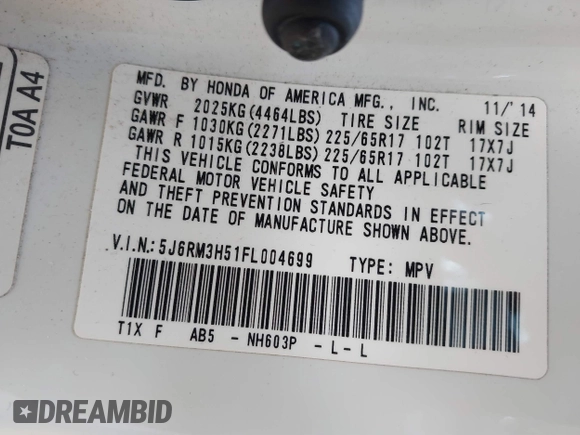 MFD. BY HONDA OF AMERICA MFG., INC. 11/'14
GVWR 2025KG(4464LBS) TIRE SIZE RIM SIZE
GAWR F 1030KG(2271LBS) 225/65R17 102T 17X7J
GAWR R 1015KG(2238LBS) 225/65R17 102T 17X7J
THIS VEHICLE CONFORMS TO ALL APPLICABLE
FEDERAL MOTOR VEHICLE SAFETY
AND THEFT PREVENTION STANDARDS IN EFFECT
ON THE DATE OF MANUFACTURE SHOWN ABOVE.
V.I.N.: 5J6RM3H51FL004699 TYPE: MPV
T1X F AB5 - NH603P - L - L
T0A A4
DREAMBID